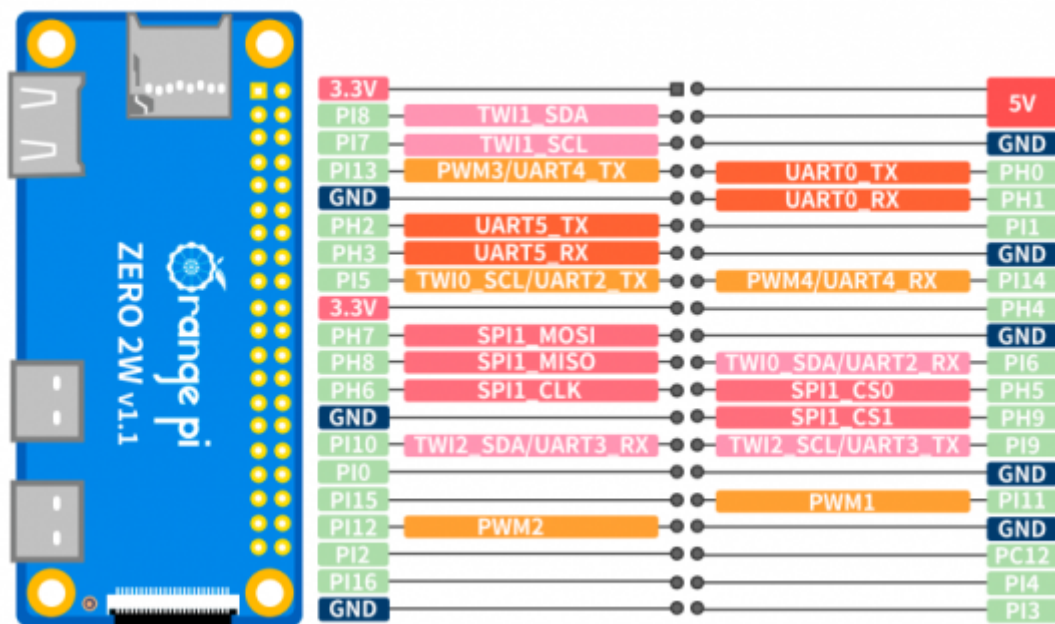 3.3V 5V
PI8 TWI1_SDA
PI7 TWI1_SCL GND
PI13 PWM3/UART4_TX UART0_TX PH0
GND UART0_RX PH1
PH2 UART5_TX PI1
PH3 UART5_RX GND
PI5 TWI0_SCL/UART2_TX PWM4/UART4_RX PI14
3.3V PH4
PH7 SPI1_MOSI GND
PH8 SPI1_MISO TWI0_SDA/UART2_RX PI6
PH6 SPI1_CLK SPI1_CS0 PH5
GND SPI1_CS1 PH9
PI10 TWI2_SDA/UART3_RX TWI2_SCL/UART3_TX PI9
PI0 GND
PI15 PWM1 PI11
PI12 PWM2 GND
PI2 PC12
PI16 PI4
GND PI3
Orange pi
ZERO 2W v1.1